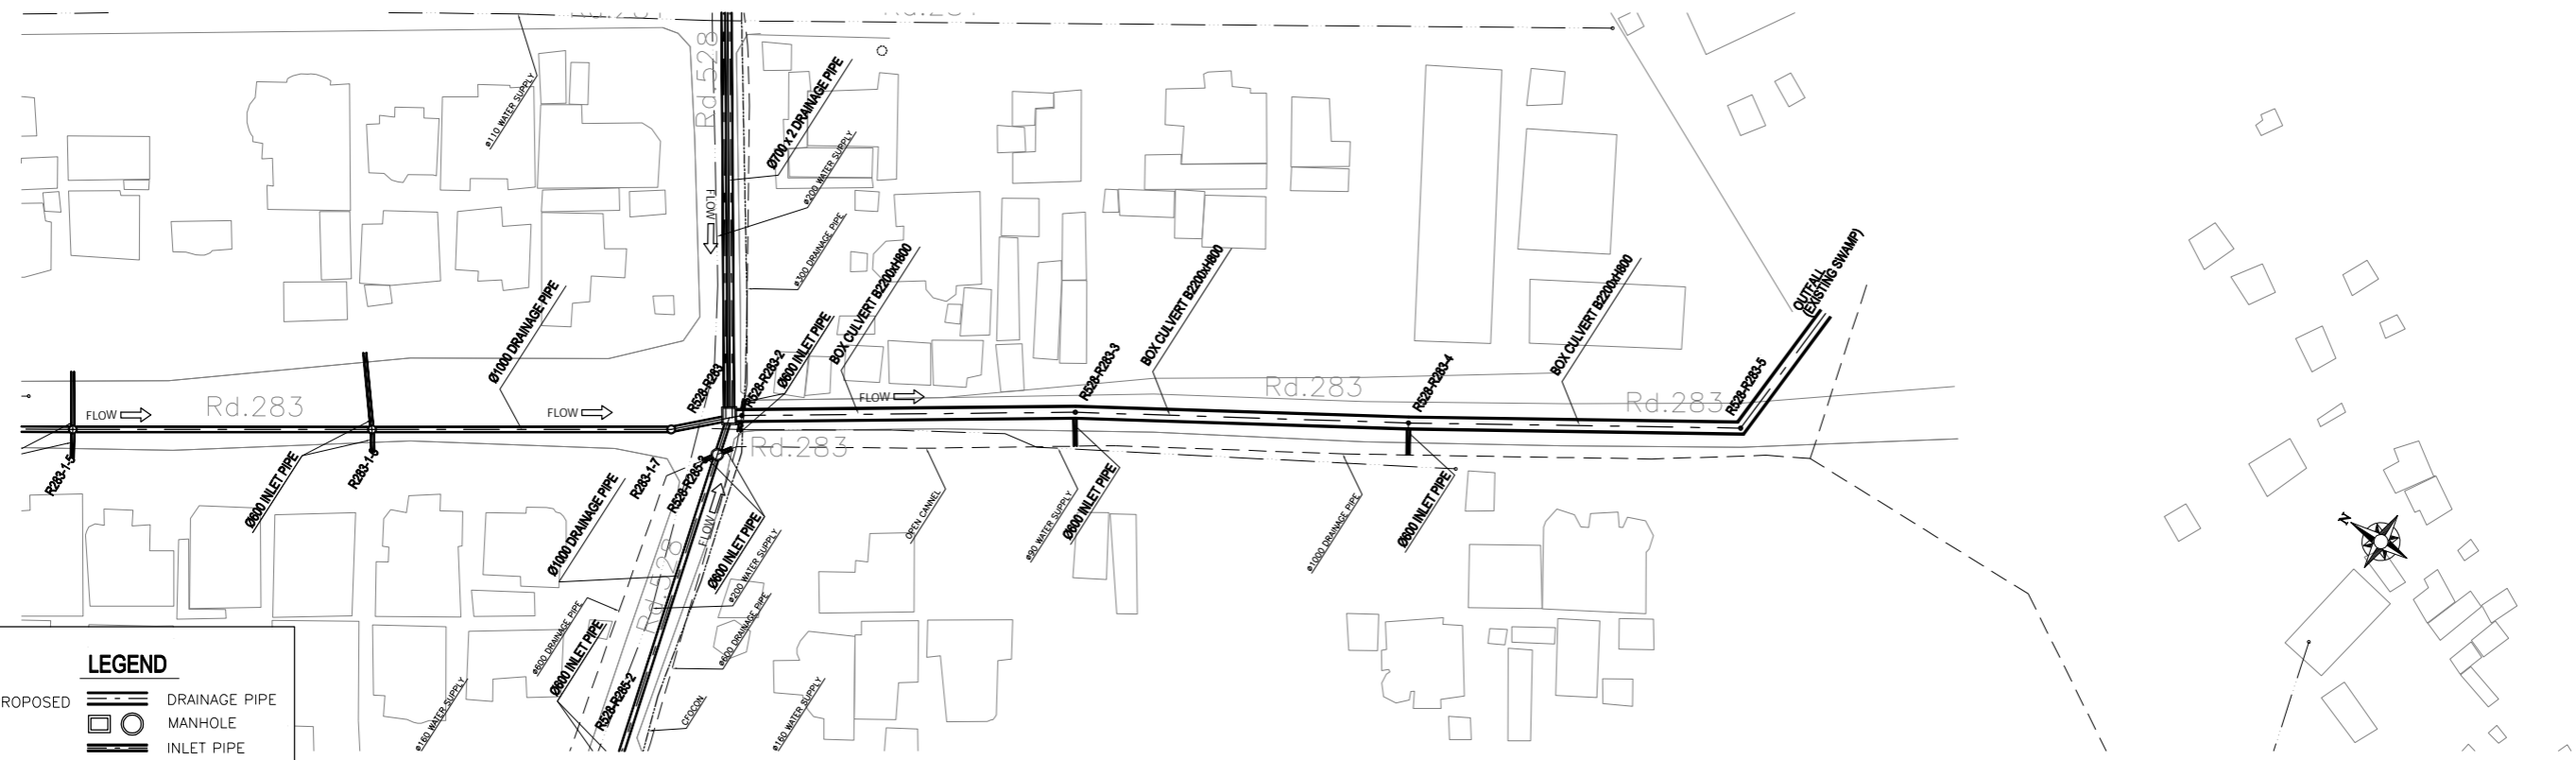 Rd.528
Ø700 x 2 DRAINAGE PIPE
ø110 WATER SUPPLY
ø200 WATER SUPPLY
FLOW
ø300 DRAINAGE PIPE
Ø1000 DRAINAGE PIPE
Ø600 INLET PIPE
BOX CULVERT B2200xH800
BOX CULVERT B2200xH800
BOX CULVERT B2200xH800
OUTFALL
(EXISTING SWAMP)
R528-R283
R528-R283-2
R528-R283-3
R528-R283-4
R528-R283-5
FLOW
Rd.283
FLOW
FLOW
Rd.283
Rd.283
Rd.283
R283-1-5
Ø600 INLET PIPE
R283-1-6
Ø1000 DRAINAGE PIPE
R283-1-7
R528-R285-3
FLOW
Ø600 INLET PIPE
ø200 WATER SUPPLY
OPEN CANNEL
ø90 WATER SUPPLY
Ø600 INLET PIPE
ø1000 DRAINAGE PIPE
Ø600 INLET PIPE
N
Rd.528
ø600 DRAINAGE PIPE
Ø600 INLET PIPE
ø600 DRAINAGE PIPE
R528-R285-2
CFOCON
ø160 WATER SUPPLY
ø160 WATER SUPPLY
LEGEND
ROPOSED
DRAINAGE PIPE
MANHOLE
INLET PIPE